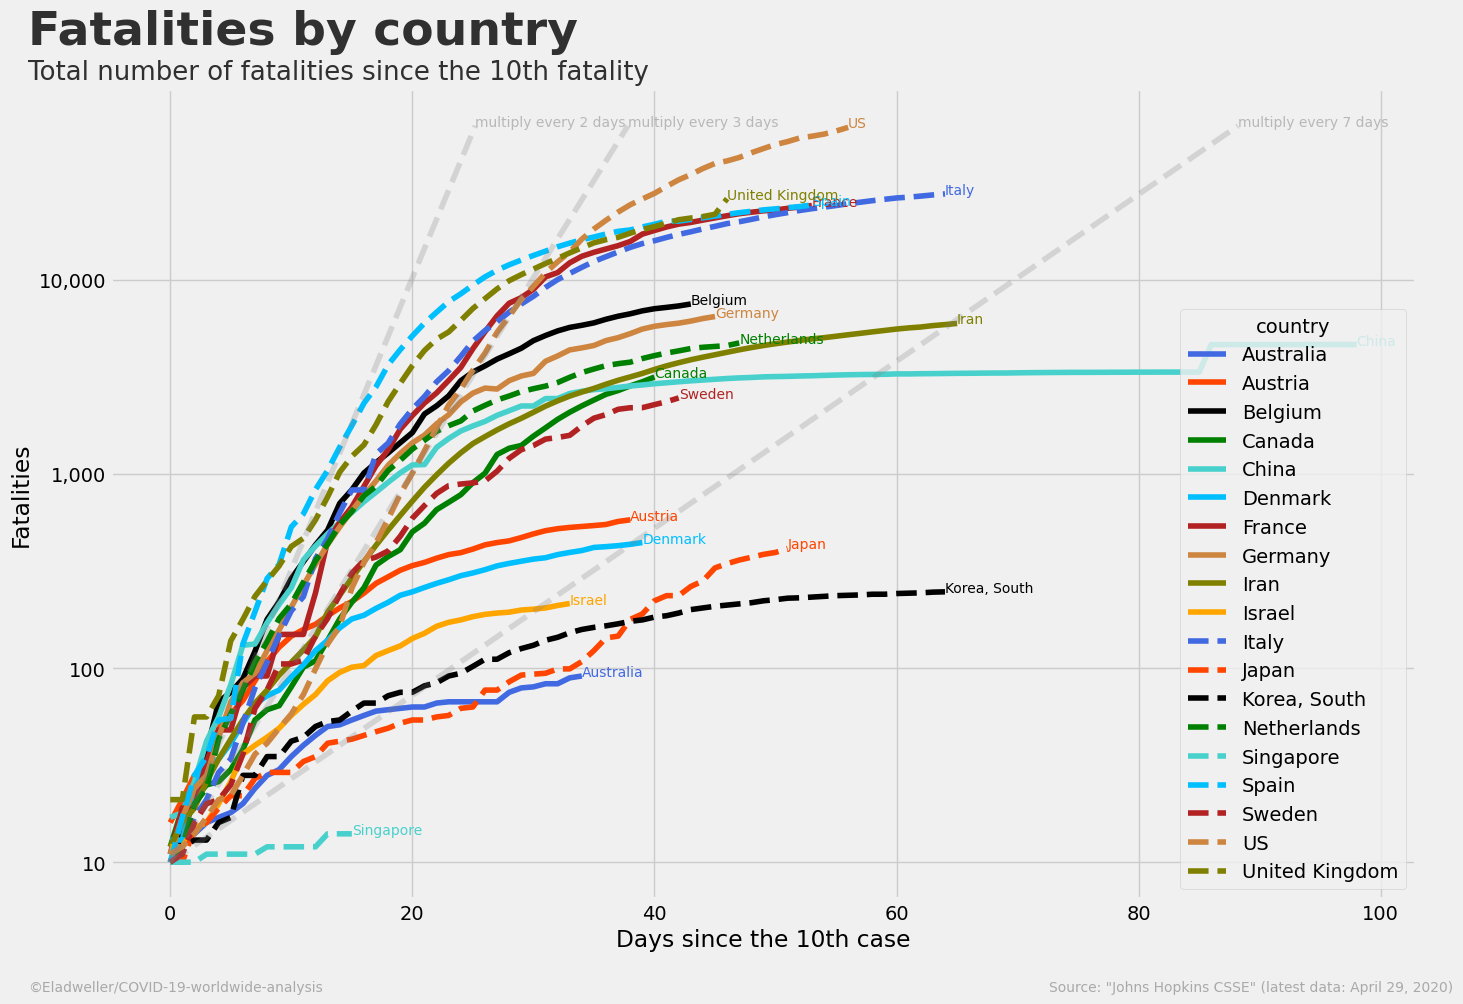 Fatalities by country
Total number of fatalities since the 10th fatality
multiply every 2 days
multiply every 3 days
US
multiply every 7 days
Italy
United Kingdom
France
10,000
Belgium
Germany
Iran
Netherlands
China
Canada
Sweden
1,000
Fatalities
Austria
Denmark
Japan
Korea, South
Israel
100
Australia
Singapore
10
country
Australia
Austria
Belgium
Canada
China
Denmark
France
Germany
Iran
Israel
Italy
Japan
Korea, South
Netherlands
Singapore
Spain
Sweden
US
United Kingdom
0 20 40 60 80 100
Days since the 10th case
©Eladweller/COVID-19-worldwide-analysis
Source: "Johns Hopkins CSSE" (latest data: April 29, 2020)